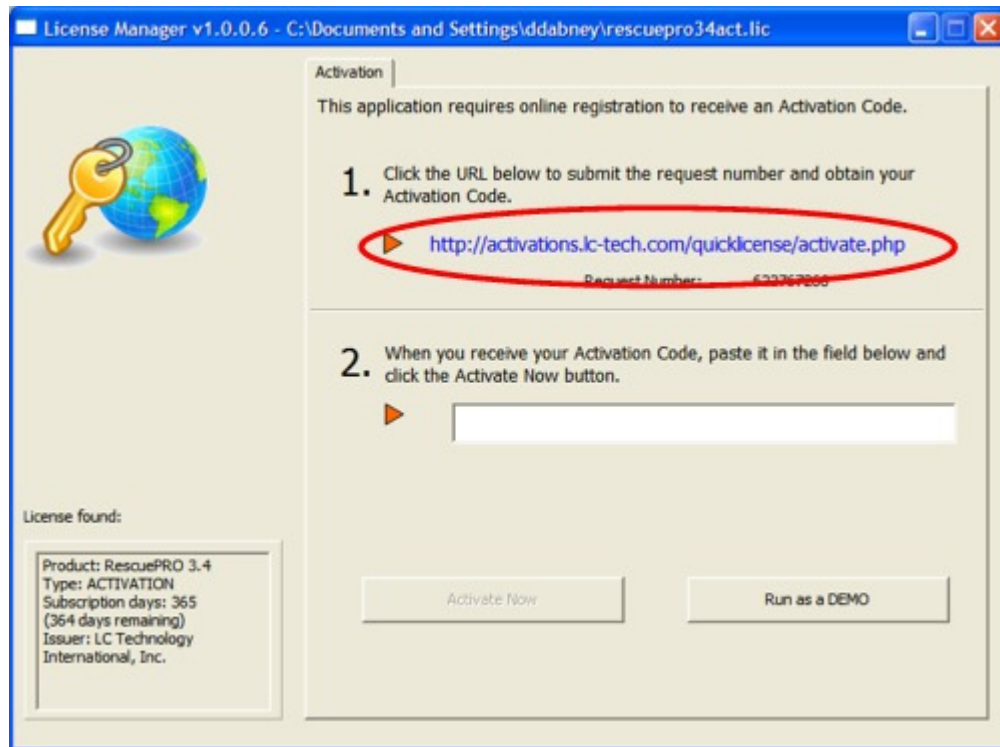 License Manager v1.0.0.6 - C:\Documents and Settings\ddabney\rescuepro34act.lic
Activation
This application requires online registration to receive an Activation Code.
1. Click the URL below to submit the request number and obtain your
Activation Code.
http://activations.lc-tech.com/quicklicense/activate.php
Request Number:
2. When you receive your Activation Code, paste it in the field below and
click the Activate Now button.
License found:
Product: RescuePRO 3.4
Type: ACTIVATION
Subscription days: 365
(364 days remaining)
Issuer: LC Technology
International, Inc.
Activate Now
Run as a DEMO